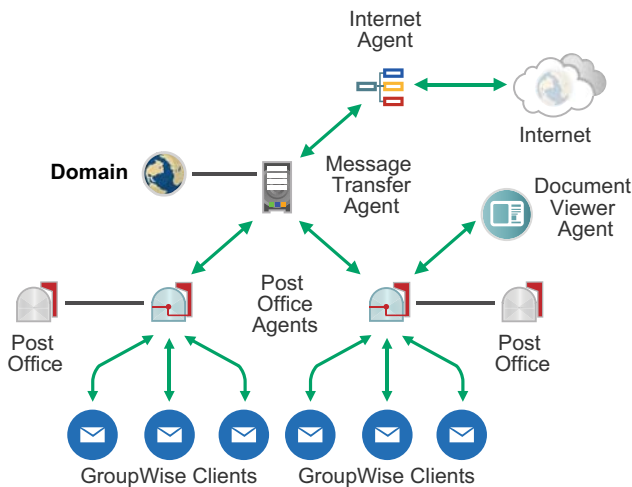 Internet
Agent
Internet
Domain
Message
Transfer
Agent
Document
Viewer
Agent
Post
Office
Post
Office
Agents
Post
Office
GroupWise Clients
GroupWise Clients